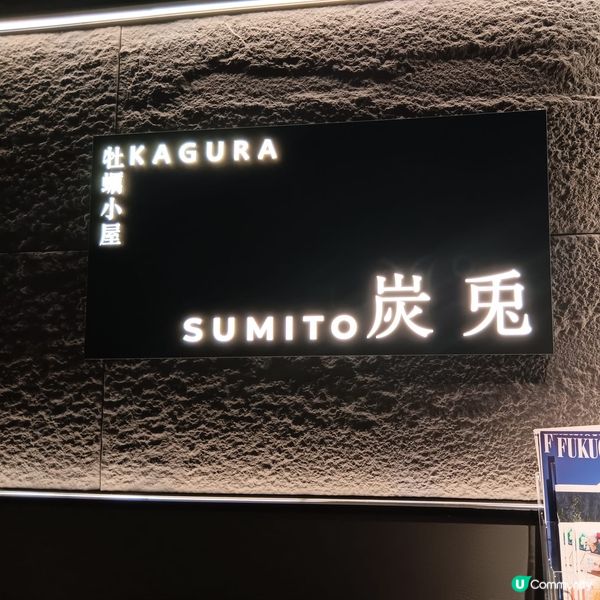 KAGURA
牡蠣小屋
SUMITO 炭兎
FUKU
U Community